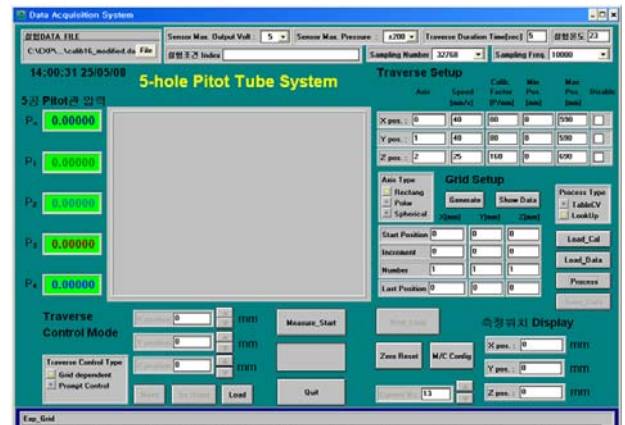 Data Acquisition System
실험DATA FILE
Sensor Max. Output Volt : 5
Sensor Max. Pressure : ±200
Traverse Duration Time[sec] 5
실험온도 23
File
실험조건 Index
Sampling Number 32768
Sampling Freq. 10000
14:00:31 25/05/08
5-hole Pitot Tube System
Traverse Setup
Axis
Speed [mm/s]
Calib. Factor [P/mm]
Min Pos. [mm]
Max Pos. [mm]
Disable
5공 Pitot관 압력
0.00000
X pos. : 0 40 80 0 590
Y pos. : 1 40 80 0 590
P₁ 0.00000
Z pos. : 2 25 160 0 690
Axis Type
Rectang
Polar
Spherical
Grid Setup
Generate
Show Data
Process Type
TableCV
LookUp
P₂ 0.00000
X[mm] Y[mm] Z[mm]
Start Position 0 0 0
Load_Cal
P₃ 0.00000
Increment 0 0 0
Load_Data
Number 1 1 1
Process
P₄ 0.00000
Last Position 0 0 0
Traverse
Control Mode
0 mm
0 mm
0 mm
Measure_Start
측정위치 Display
X pos. : 0 mm
Zero Reset
M/C Config
Y pos. : 0 mm
Traverse Control Type
Grid dependent
Prompt Control
Load
Quit
13
Z pos. : 0 mm
Exp_Grid